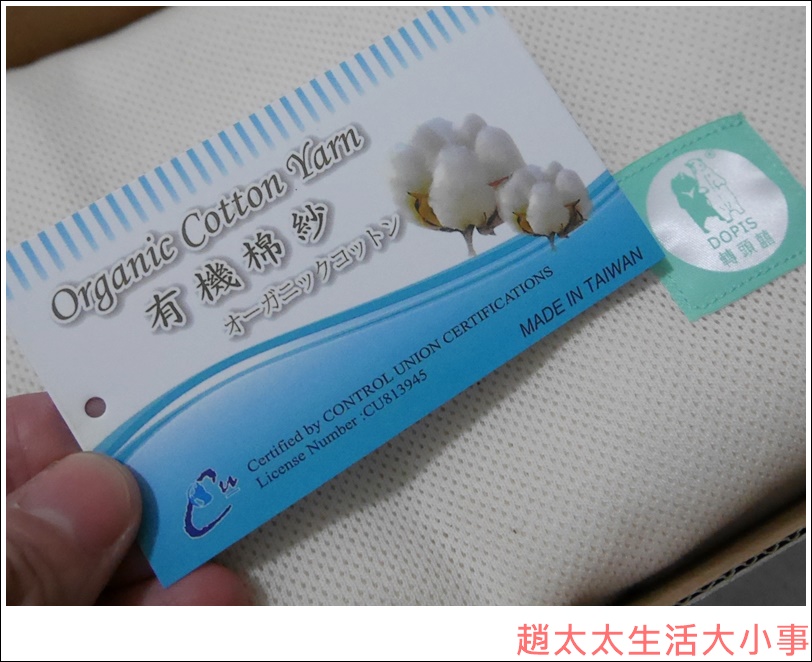 Organic Cotton Yarn
有機棉紗
オーガニックコットン
MADE IN TAIWAN
Certified by CONTROL UNION CERTIFICATIONS
License Number :CU813945
Cu
®
DOPIS
轉頭囍
趙太太生活大小事